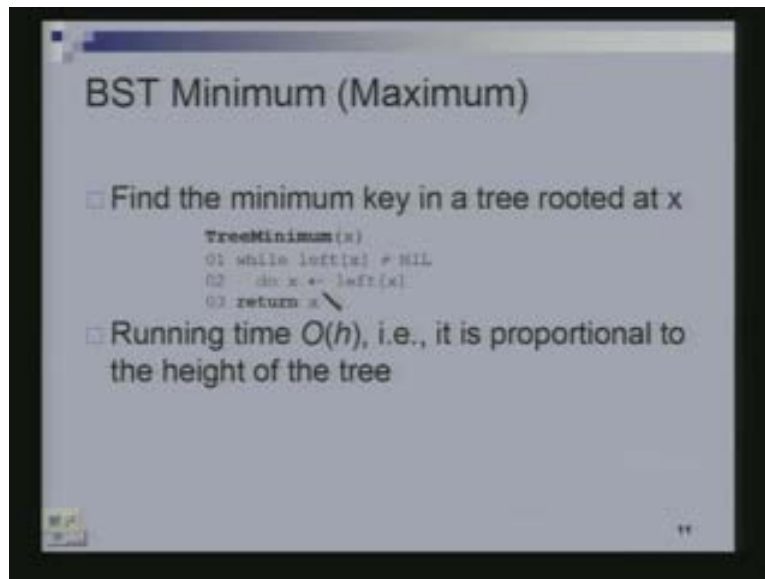 BST Minimum (Maximum)
Find the minimum key in a tree rooted at x
TreeMinimum(x)
01 while left[x] ≠ NIL
02 do x ← left[x]
03 return x
Running time O(h), i.e., it is proportional to
the height of the tree